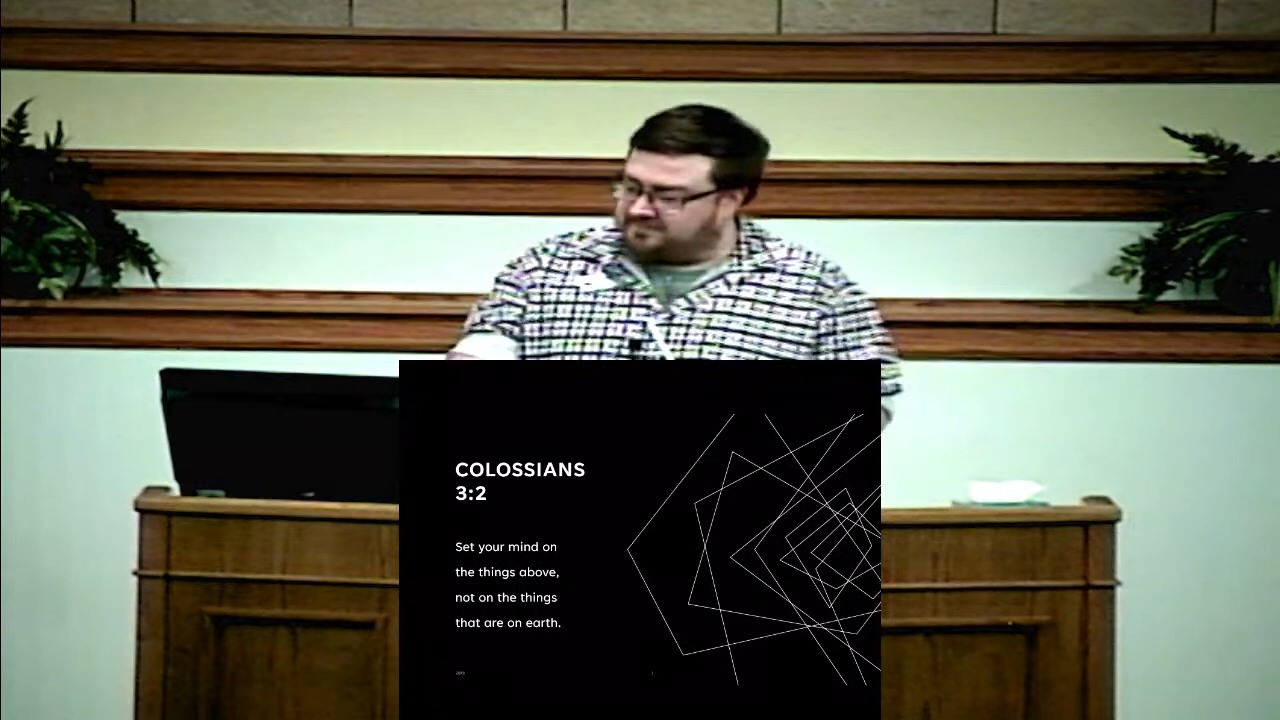 COLOSSIANS
3:2
Set your mind on
the things above,
not on the things
that are on earth.